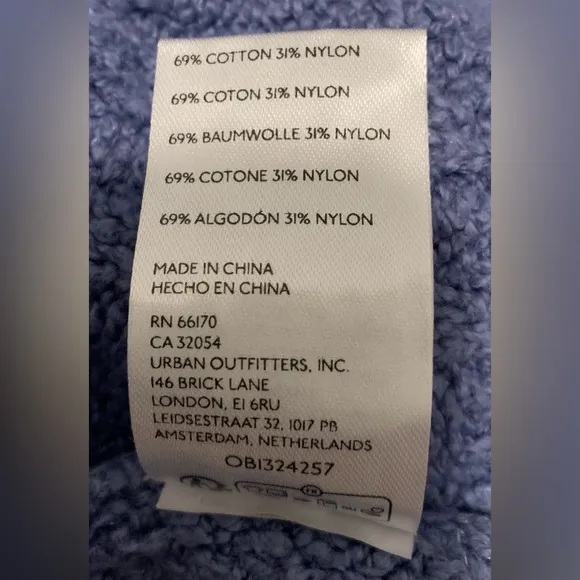 69% COTTON 31% NYLON
69% COTON 31% NYLON
69% BAUMWOLLE 31% NYLON
69% COTONE 31% NYLON
69% ALGODÓN 31% NYLON
MADE IN CHINA
HECHO EN CHINA
RN 66170
CA 32054
URBAN OUTFITTERS, INC.
146 BRICK LANE
LONDON, E1 6RU
LEIDSESTRAAT 32, 1017 PB
AMSTERDAM, NETHERLANDS
OB1324257
FR